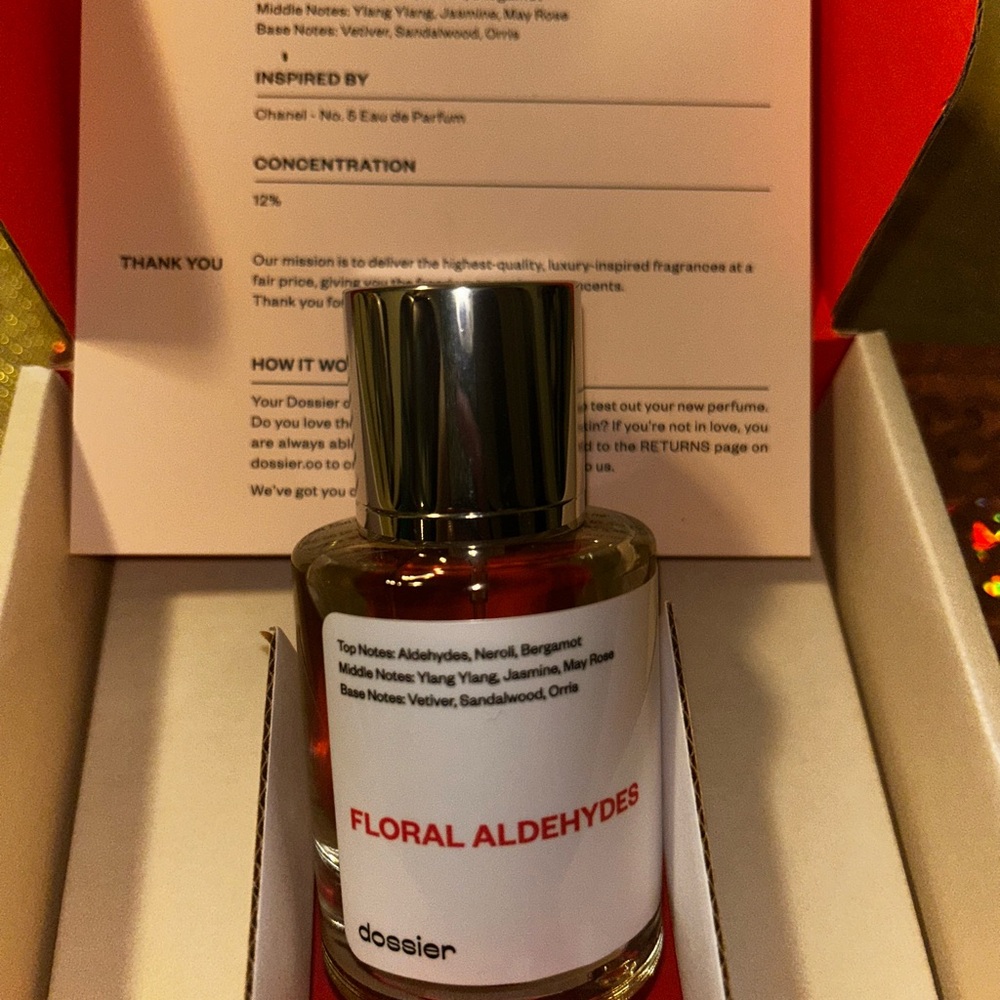 Middle Notes: Ylang Ylang, Jasmine, May Rose
Base Notes: Vetiver, Sandalwood, Orris
INSPIRED BY
Chanel - No. 5 Eau de Parfum
CONCENTRATION
12%
THANK YOU
Our mission is to deliver the highest-quality, luxury-inspired fragrances at a
fair price, giving you the
Thank you
HOW IT
Your Dossier test out your new perfume.
Do you love If you're not in love, you
are always to the RETURNS page on
dossier.co to us.
We've got you
Top Notes: Aldehydes, Neroli, Bergamot
Middle Notes: Ylang Ylang, Jasmine, May Rose
Base Notes: Vetiver, Sandalwood, Orris
FLORAL ALDEHYDES
dossier